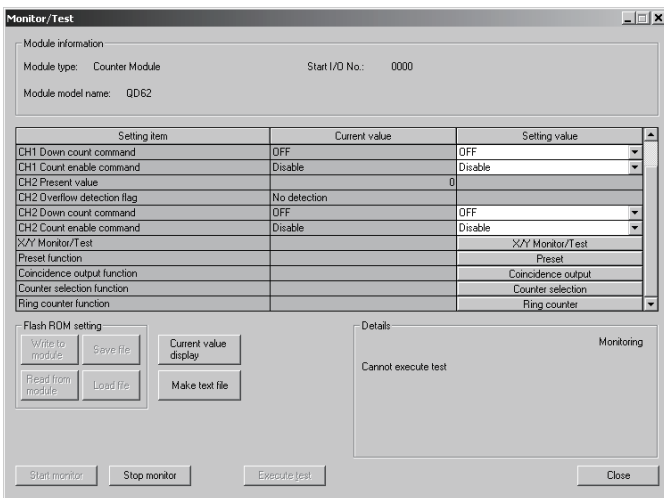 Monitor/Test
Module information
Module type: Counter Module Start I/O No.: 0000
Module model name: QD62
Setting item Current value Setting value
CH1 Down count command OFF OFF
CH1 Count enable command Disable Disable
CH2 Present value 0
CH2 Overflow detection flag No detection
CH2 Down count command OFF OFF
CH2 Count enable command Disable Disable
X/Y Monitor/Test X/Y Monitor/Test
Preset function Preset
Coincidence output function Coincidence output
Counter selection function Counter selection
Ring counter function Ring counter
Flash ROM setting
Write to module
Save file
Current value display
Read from module
Load file
Make text file
Details
Monitoring
Cannot execute test
Start monitor Stop monitor Execute test Close